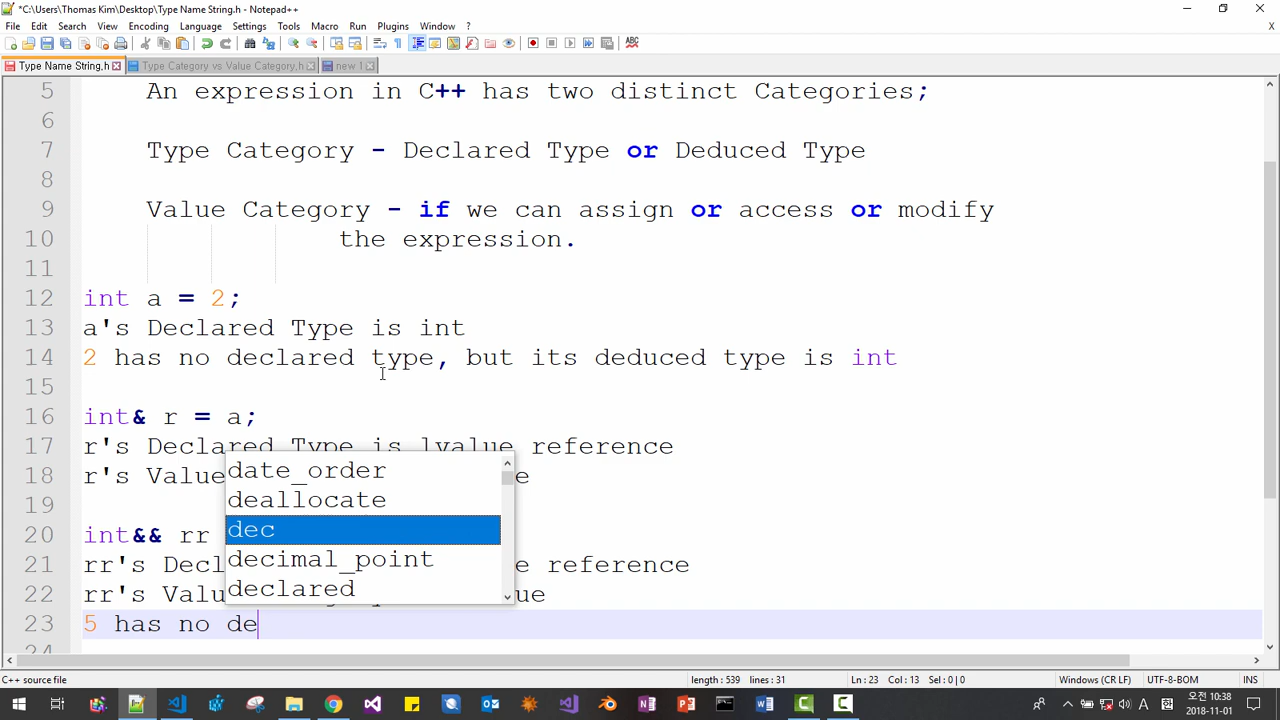 *C:\Users\Thomas Kim\Desktop\Type Name String.h - Notepad++
File Edit Search View Encoding Language Settings Tools Macro Run Plugins Window ?
X
ABC
Type Name String.h Type Category vs Value Category.h new 1
5 An expression in C++ has two distinct Categories;
6
7 Type Category - Declared Type or Deduced Type
8
9 Value Category - if we can assign or access or modify
10 the expression.
11
12 int a = 2;
13 a's Declared Type is int
14 2 has no declared type, but its deduced type is int
15
16 int& r = a;
17 r's Declared Type is lvalue reference
18 r's Value
19
20 int&& rr
21 rr's Decl reference
22 rr's Valu
23 5 has no de
24
date_order
deallocate
dec
decimal_point
declared
C++ source file length : 539 lines : 31 Ln : 23 Col : 13 Sel : 0 | 0 Windows (CR LF) UTF-8-BOM INS
A 한 오전 10:38
2018-11-01